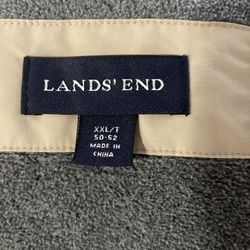 LANDS' END
XXL/T
50-52
MADE IN
CHINA